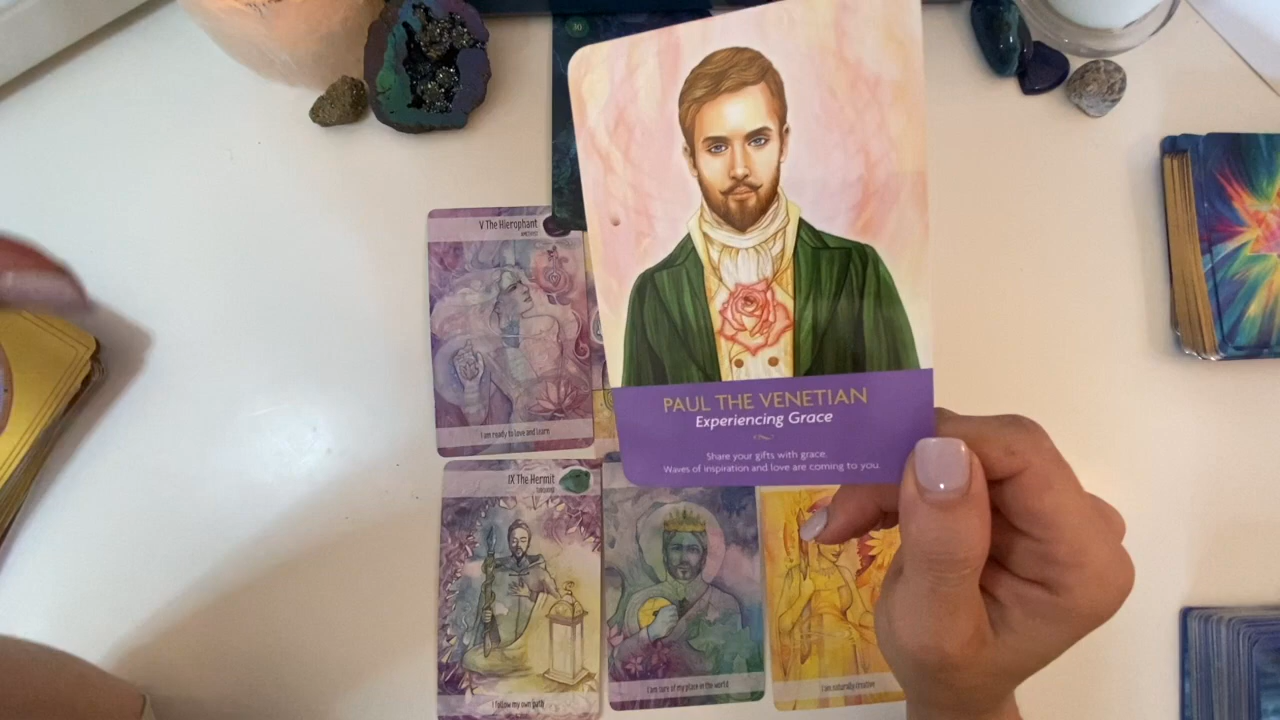 30
V The Hierophant
I am ready to love and learn
PAUL THE VENETIAN
Experiencing Grace
Share your gifts with grace.
Waves of inspiration and love are coming to you.
IX The Hermit
I follow my own path
I am sure of my place in the world
I am naturally creative